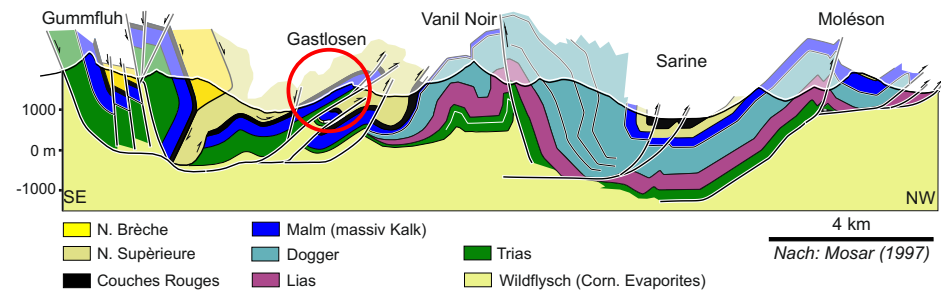 Gummfluh
Gastlosen
Vanil Noir
Sarine
Moléson
1000
0 m
-1000
SE
NW
N. Brèche
N. Supèrieure
Couches Rouges
Malm (massiv Kalk)
Dogger
Lias
Trias
Wildflysch (Corn. Evaporites)
4 km
Nach: Mosar (1997)